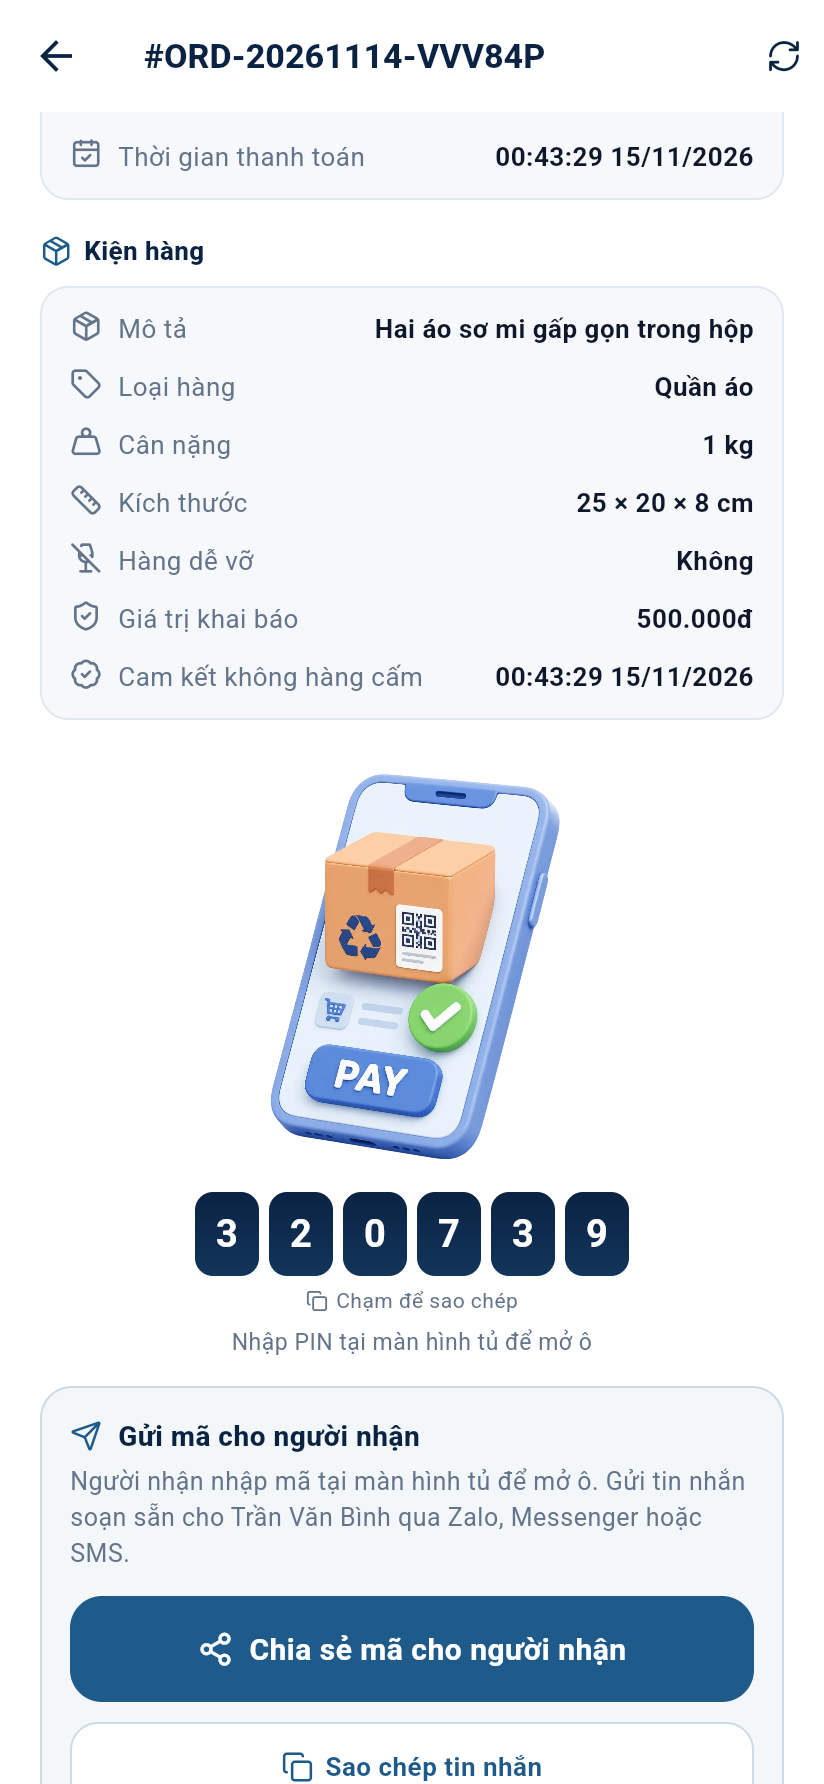 #ORD-20261114-VVV84P
Thời gian thanh toán 00:43:29 15/11/2026
Kiện hàng
Mô tả Hai áo sơ mi gấp gọn trong hộp
Loại hàng Quần áo
Cân nặng 1 kg
Kích thước 25 × 20 × 8 cm
Hàng dễ vỡ Không
Giá trị khai báo 500.000đ
Cam kết không hàng cấm 00:43:29 15/11/2026
PAY
3 2 0 7 3 9
Chạm để sao chép
Nhập PIN tại màn hình tủ để mở ô
Gửi mã cho người nhận
Người nhận nhập mã tại màn hình tủ để mở ô. Gửi tin nhắn
soạn sẵn cho Trần Văn Bình qua Zalo, Messenger hoặc
SMS.
Chia sẻ mã cho người nhận
Sao chép tin nhắn